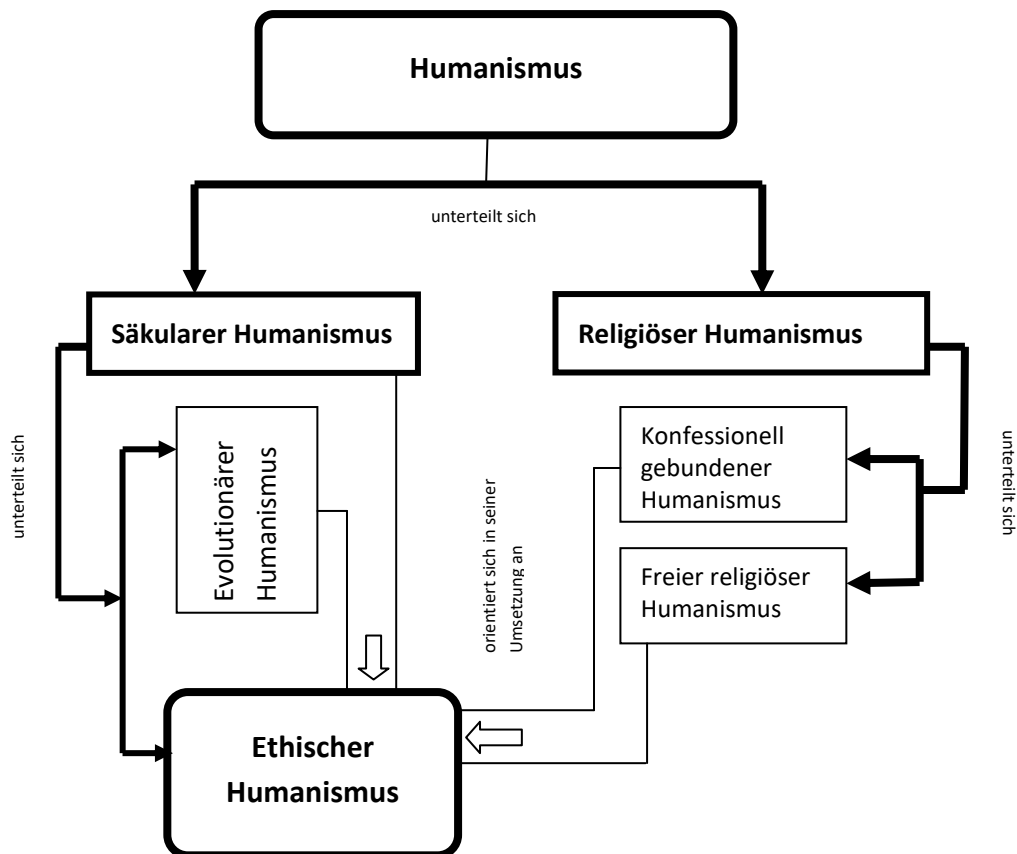 Humanismus
unterteilt sich
Säkularer Humanismus
Religiöser Humanismus
unterteilt sich
Evolutionärer
Humanismus
orientiert sich in seiner
Umsetzung an
Konfessionell
gebundener
Humanismus
unterteilt sich
Freier religiöser
Humanismus
Ethischer
Humanismus